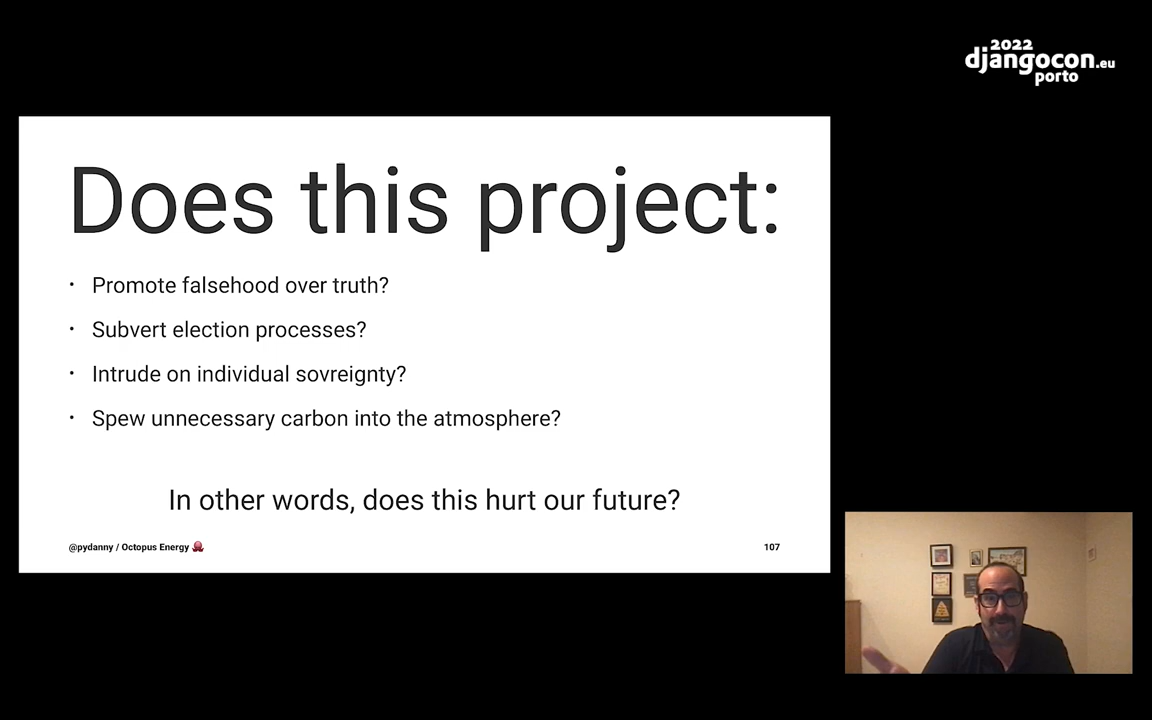 2022
djangocon.eu
porto
Does this project:
• Promote falsehood over truth?
• Subvert election processes?
• Intrude on individual sovreignty?
• Spew unnecessary carbon into the atmosphere?
In other words, does this hurt our future?
@pydanny / Octopus Energy 🐙
107